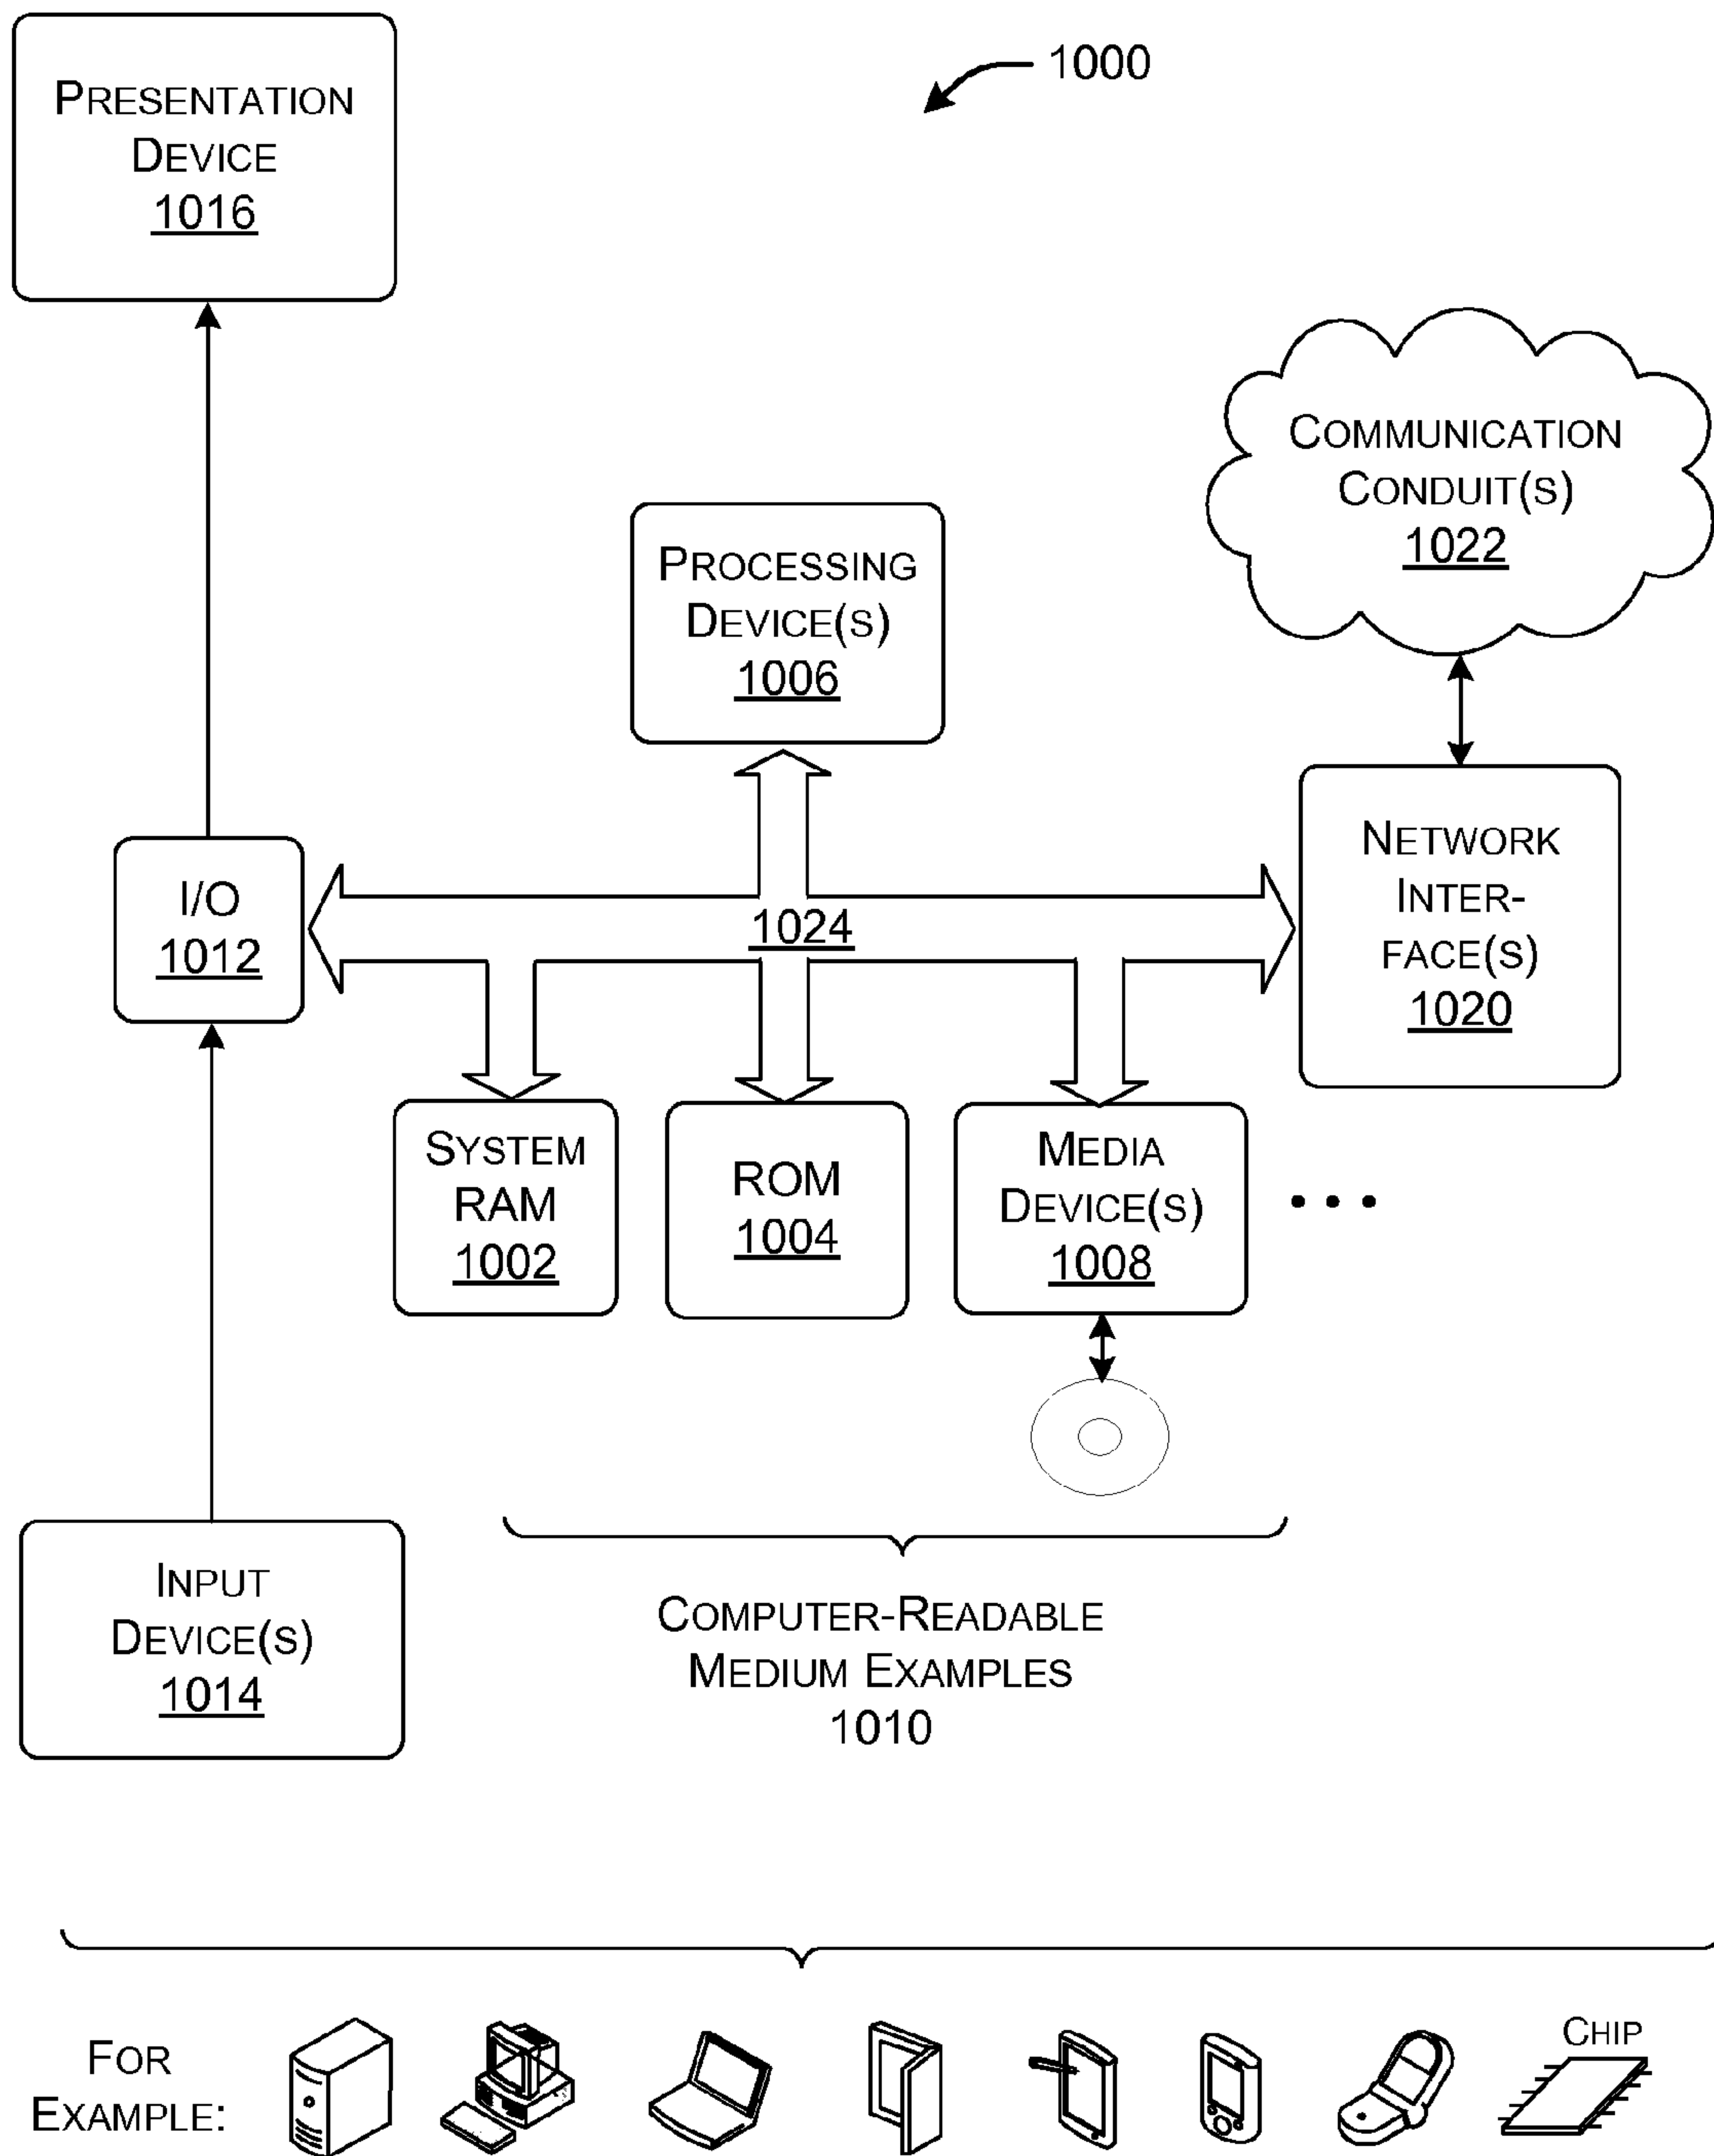 PRESENTATION
DEVICE
1016
1000
COMMUNICATION
CONDUIT(S)
1022
PROCESSING
DEVICE(S)
1006
NETWORK
INTER-
FACE(S)
1020
I/O
1012
1024
SYSTEM
RAM
1002
ROM
1004
MEDIA
DEVICE(S)
1008
...
INPUT
DEVICE(S)
1014
COMPUTER-READABLE
MEDIUM EXAMPLES
1010
FOR
EXAMPLE:
CHIP